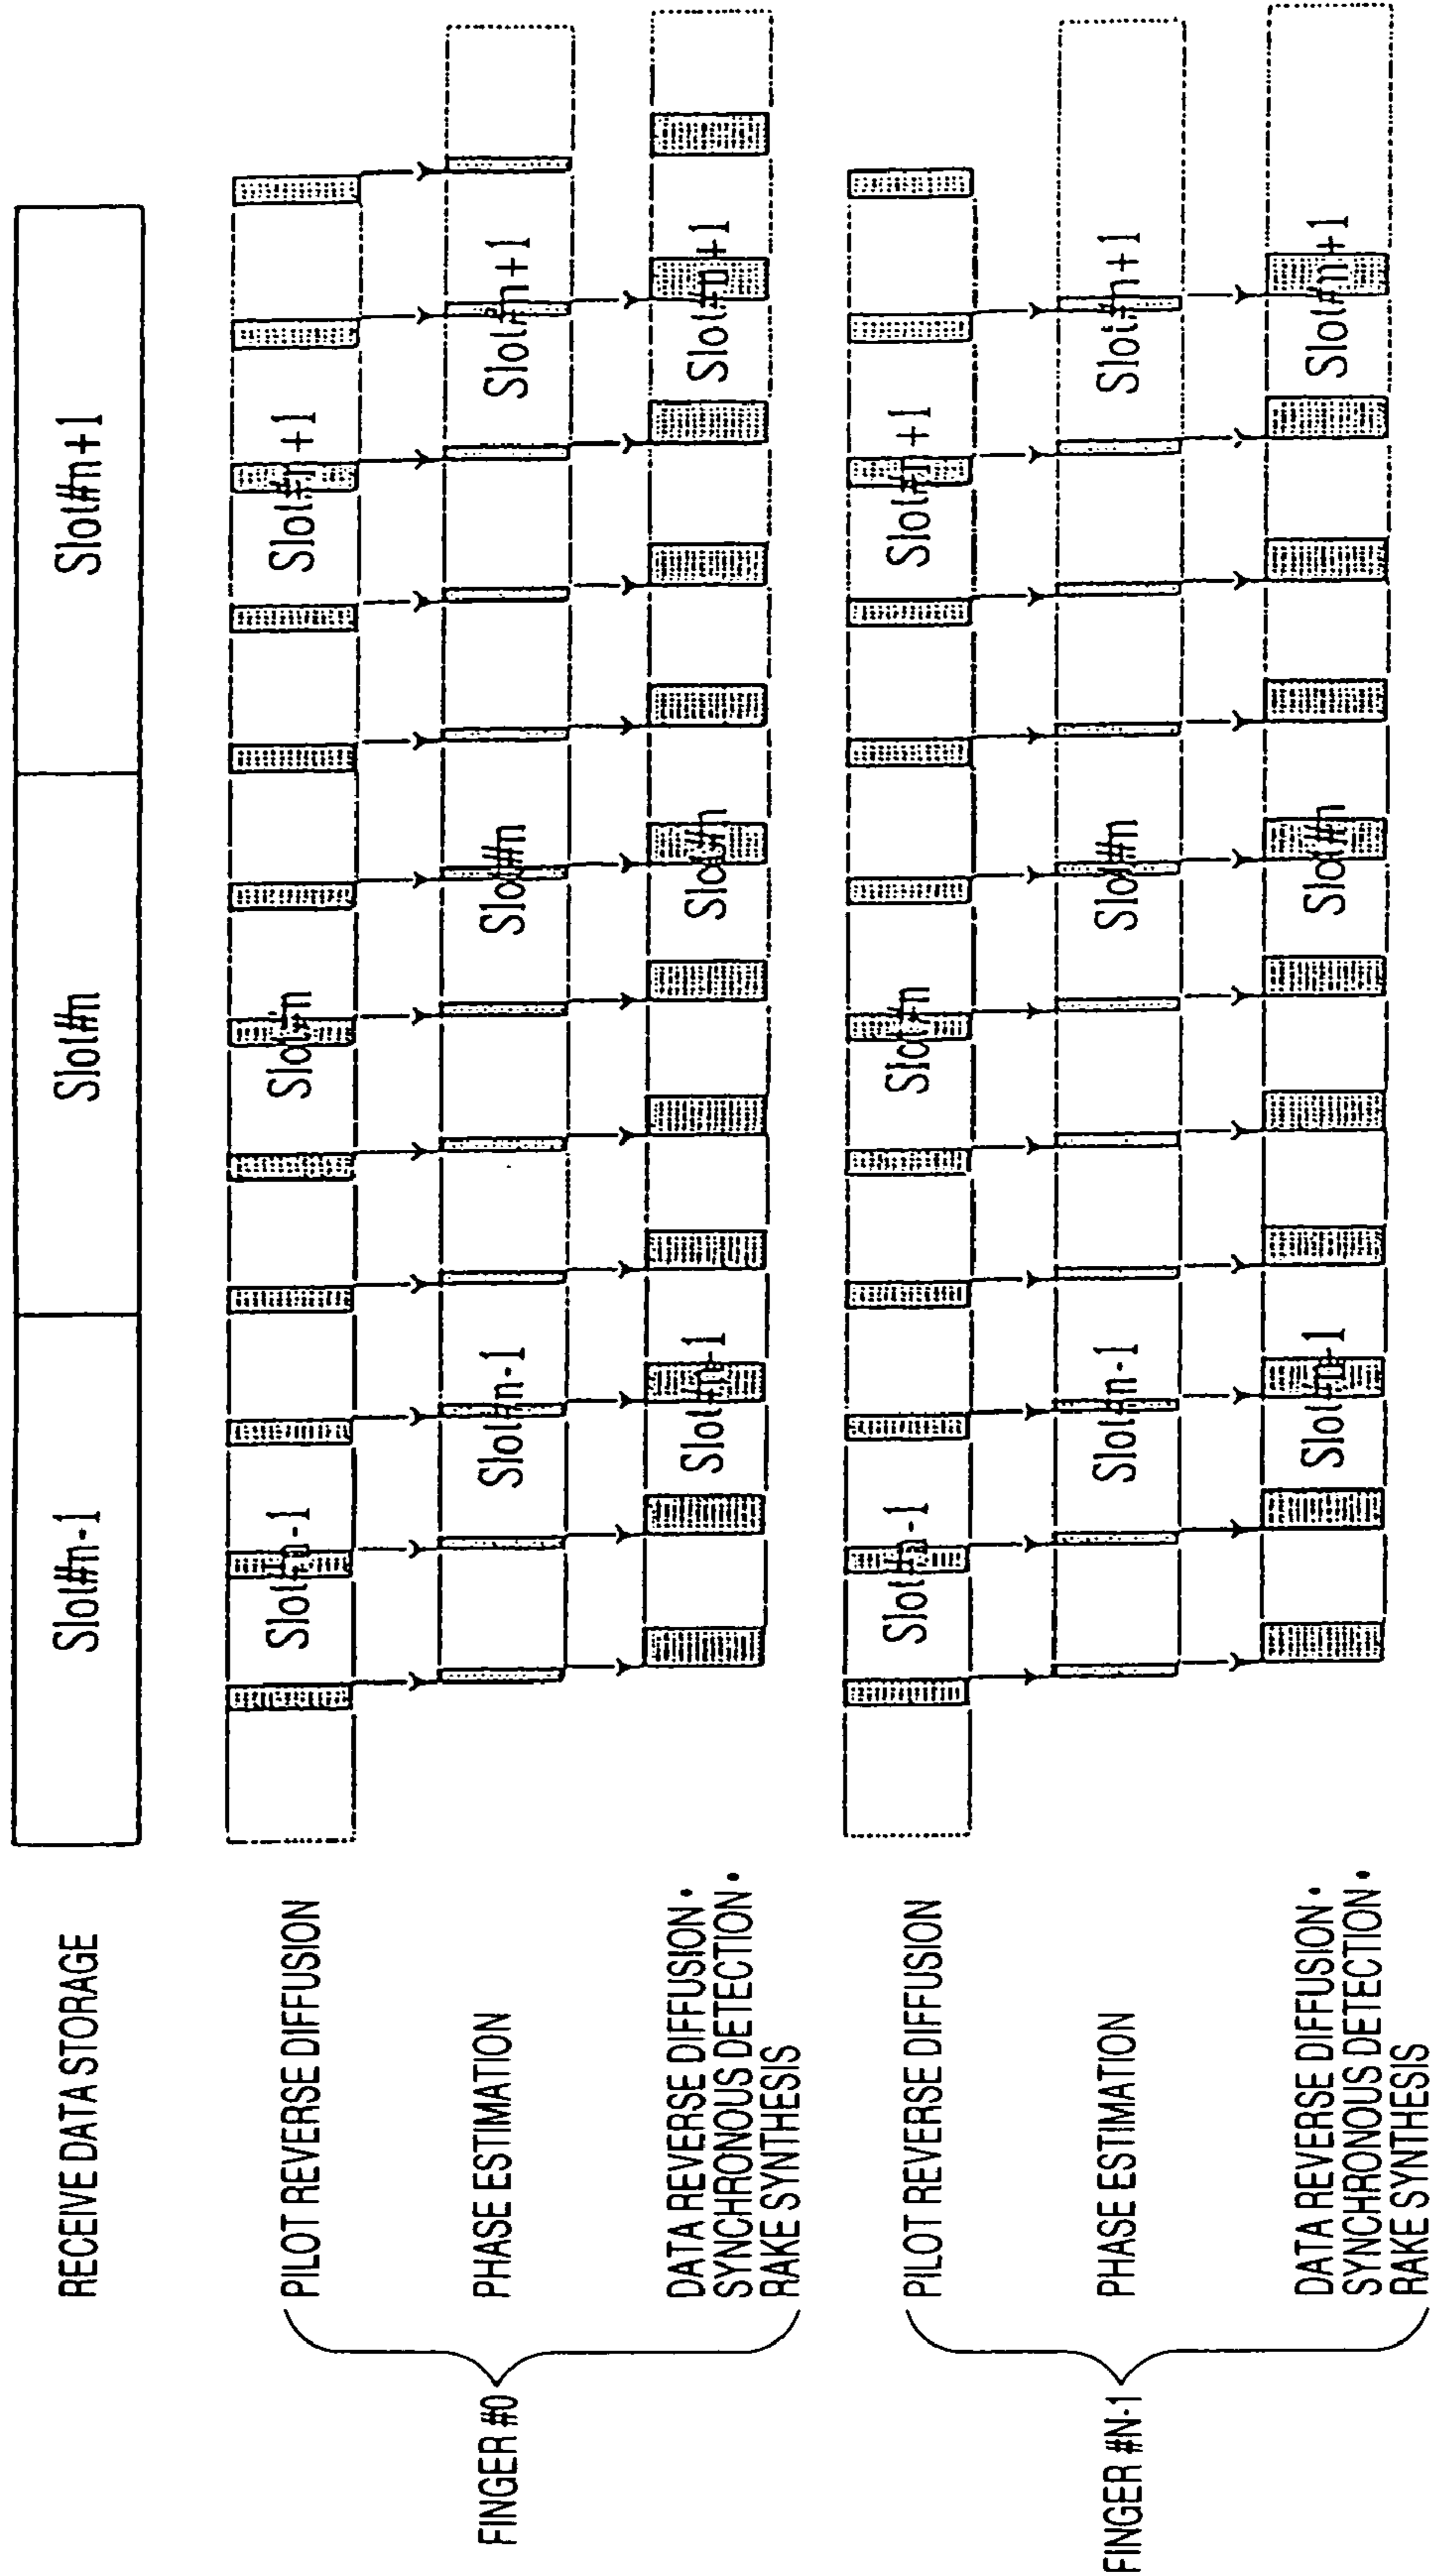 RECEIVE DATA STORAGE
Slot#n-1
Slot#n
Slot#n+1
FINGER #0
PILOT REVERSE DIFFUSION
Slot#n-1
Slot#n
Slot#n+1
PHASE ESTIMATION
Slot#n-1
Slot#n
Slot#n+1
DATA REVERSE DIFFUSION •
SYNCHRONOUS DETECTION •
RAKE SYNTHESIS
Slot#n-1
Slot#n
Slot#n+1
FINGER #N-1
PILOT REVERSE DIFFUSION
Slot#n-1
Slot#n
Slot#n+1
PHASE ESTIMATION
Slot#n-1
Slot#n
Slot#n+1
DATA REVERSE DIFFUSION •
SYNCHRONOUS DETECTION •
RAKE SYNTHESIS
Slot#n-1
Slot#n
Slot#n+1